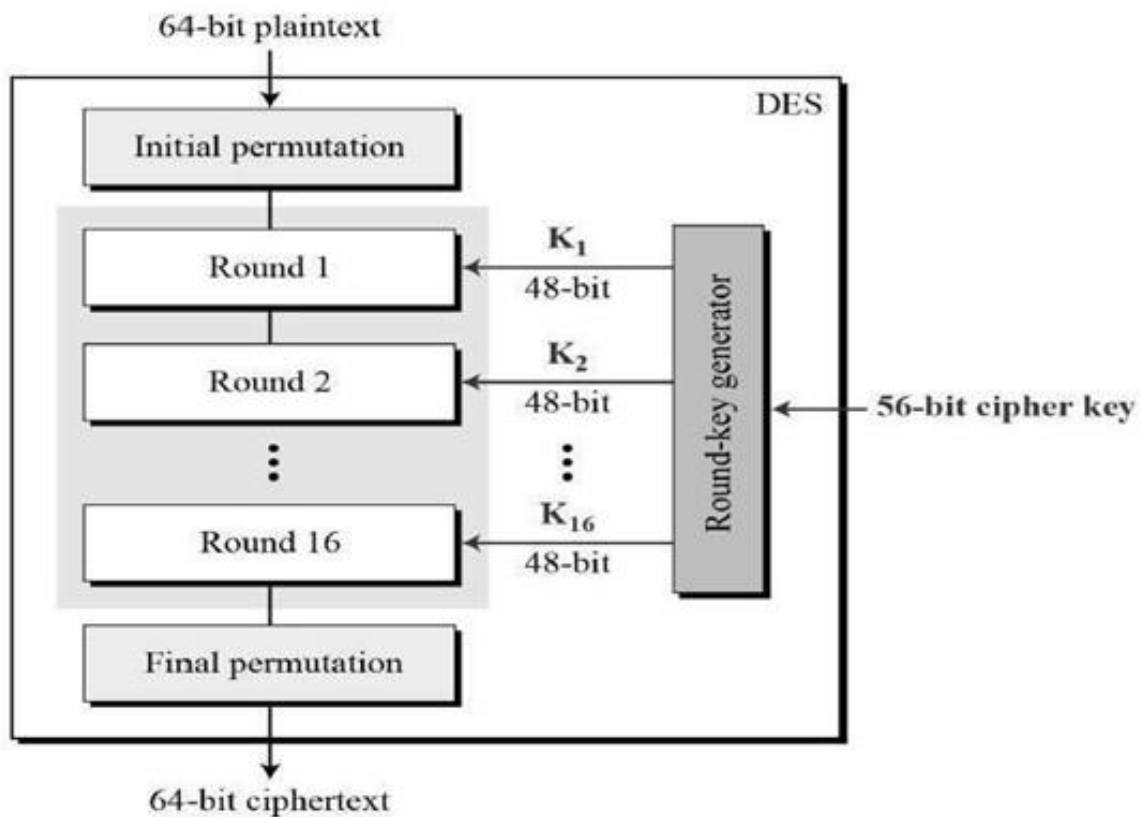 64-bit plaintext
DES
Initial permutation
Round 1
K₁
48-bit
Round 2
K₂
48-bit
Round 16
K₁₆
48-bit
Round-key generator
56-bit cipher key
Final permutation
64-bit ciphertext